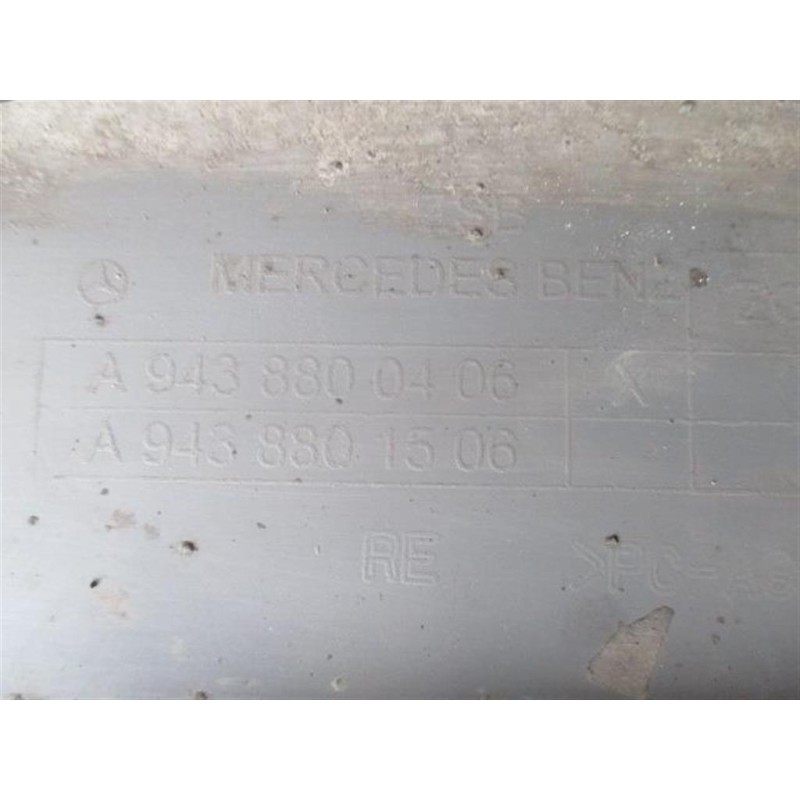 MERCEDES BENZ
A 943 880 04 06 X
A 943 880 15 06
RE